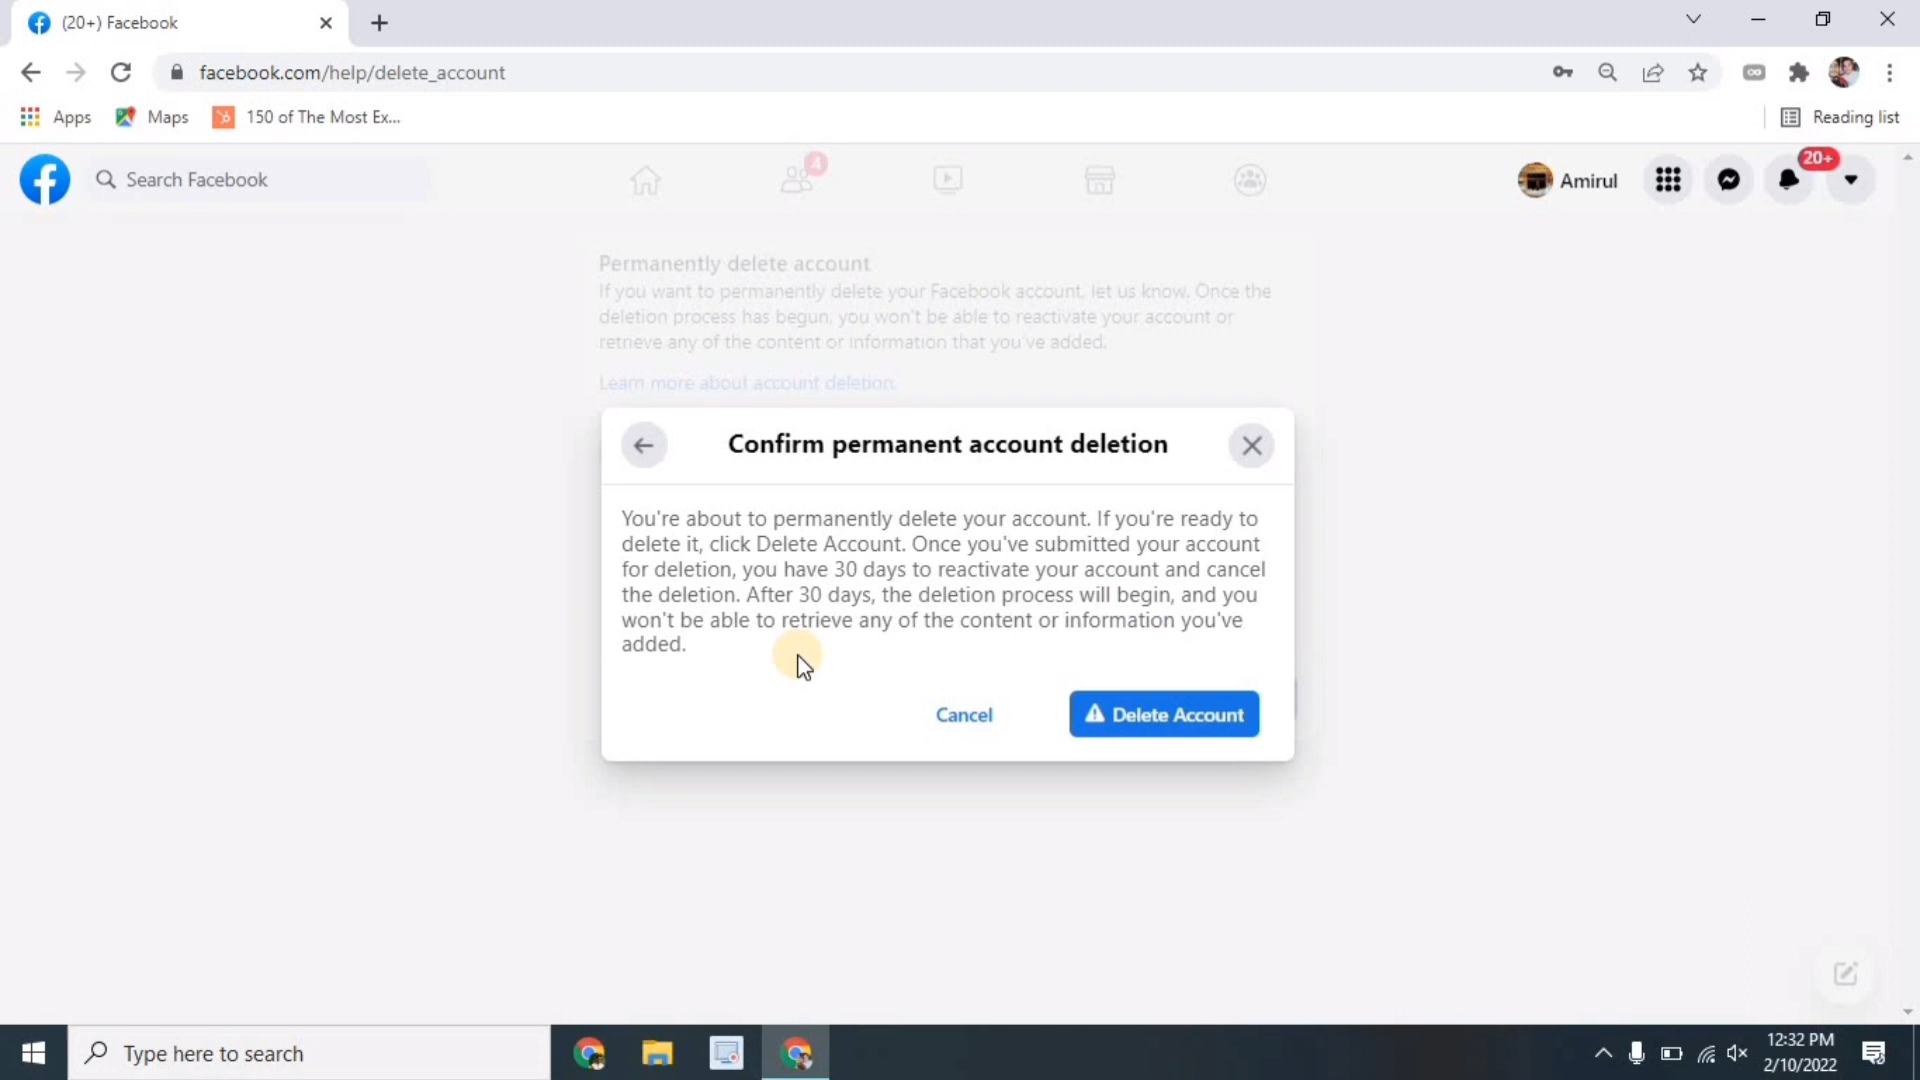 (20+) Facebook
facebook.com/help/delete_account
Apps
Maps
150 of The Most Ex...
Reading list
Search Facebook
4
Amirul
20+
Permanently delete account
If you want to permanently delete your Facebook account, let us know. Once the
deletion process has begun, you won't be able to reactivate your account or
retrieve any of the content or information that you've added.
Learn more about account deletion.
Confirm permanent account deletion
You're about to permanently delete your account. If you're ready to
delete it, click Delete Account. Once you've submitted your account
for deletion, you have 30 days to reactivate your account and cancel
the deletion. After 30 days, the deletion process will begin, and you
won't be able to retrieve any of the content or information you've
added.
Cancel
Delete Account
Type here to search
12:32 PM
2/10/2022